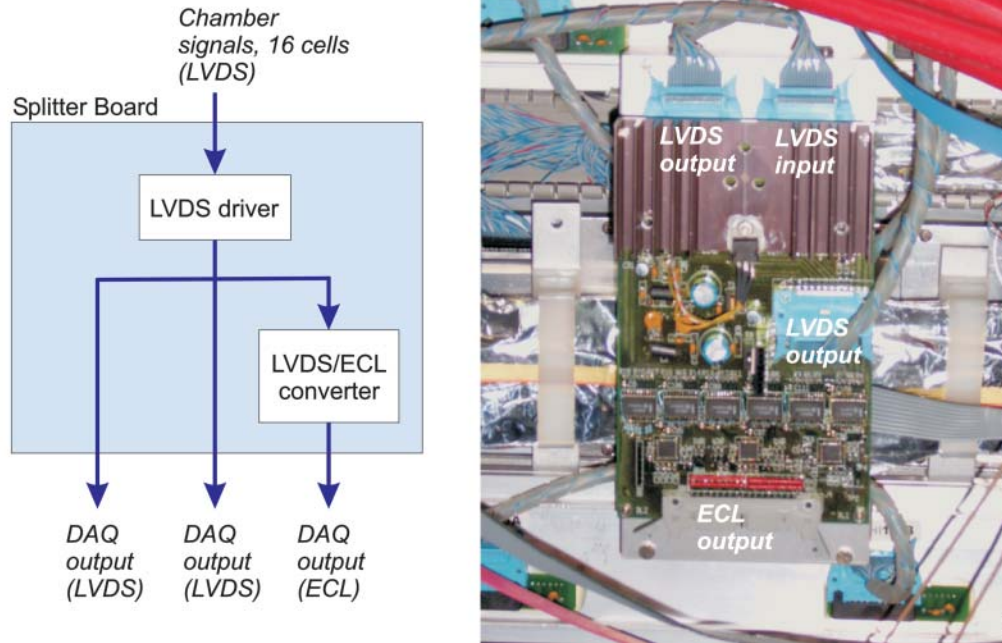 Chamber
signals, 16 cells
(LVDS)
Splitter Board
LVDS driver
LVDS/ECL
converter
DAQ
output
(LVDS)
DAQ
output
(LVDS)
DAQ
output
(ECL)
LVDS
output
LVDS
input
LVDS
output
ECL
output